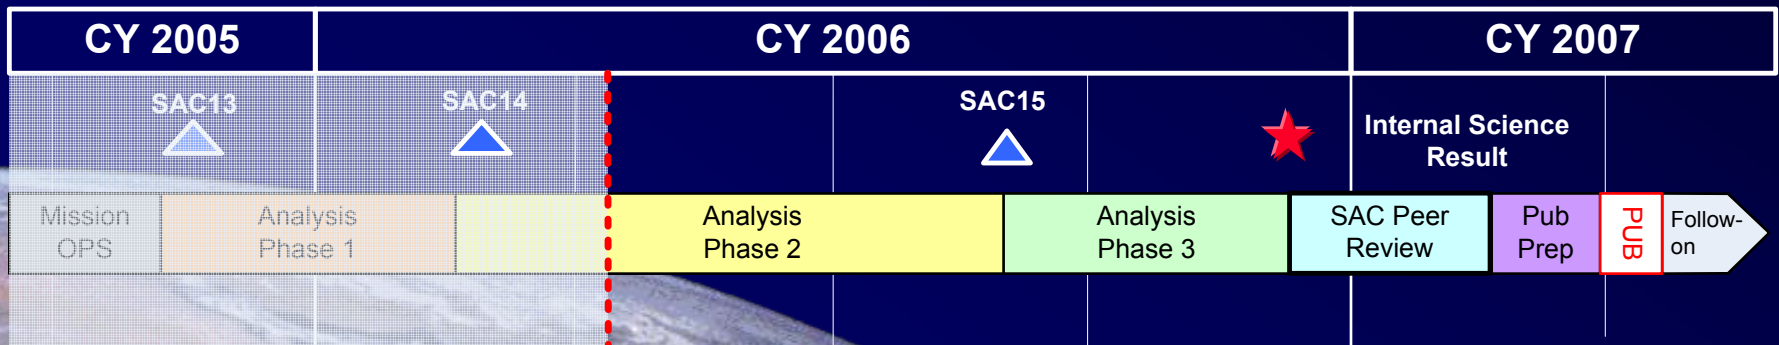 CY 2005
CY 2006
CY 2007
SAC13
SAC14
SAC15
Internal Science
Result
Mission
OPS
Analysis
Phase 1
Analysis
Phase 2
Analysis
Phase 3
SAC Peer
Review
Pub
Prep
PUB
Follow-
on